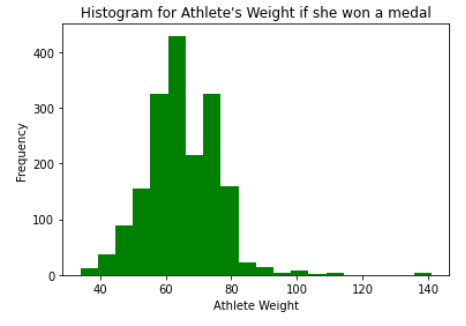 Histogram for Athlete's Weight if she won a medal
400
300
200
100
0
Frequency
40 60 80 100 120 140
Athlete Weight